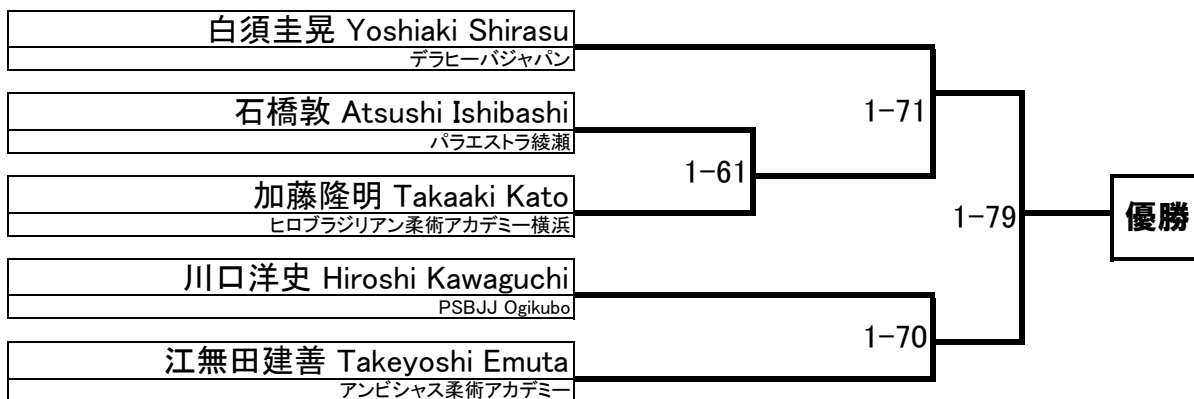 白須圭晃 Yoshiaki Shirasu
デラヒーバジャパン
石橋敦 Atsushi Ishibashi
パラエストラ綾瀬
加藤隆明 Takaaki Kato
ヒロブラジリアン柔術アカデミー横浜
川口洋史 Hiroshi Kawaguchi
PSBJJ Ogikubo
江無田建善 Takeyoshi Emuta
アンビシャス柔術アカデミー
1-61
1-71
1-70
1-79
優勝